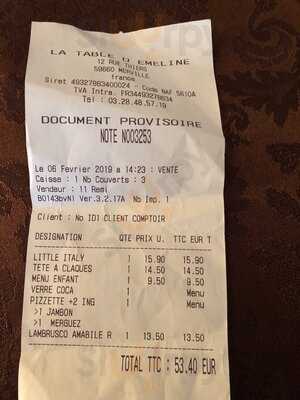 LA TABLE D EMELINE
12 RUE THIERS
59660 MERVILLE
france
Siret 49327863400024 - Code NAF 5610A
TVA Intra. FR34493278634
Tel : 03.28.48.57.19
DOCUMENT PROVISOIRE
NOTE N003253
Le 06 Fevrier 2019 a 14:23 : VENTE
Caisse : 1 Nb Couverts : 3
Vendeur : 11 Remi
B0143bvN1 Ver.3.2.17A No Imp. 1
Client : No ID1 CLIENT COMPTOIR
DESIGNATION QTE PRIX U. TTC EUR T
LITTLE ITALY 1 15.90 15.90
TETE A CLAQUES 1 14.50 14.50
MENU ENFANT 1 9.50 9.50
VERRE COCA 1 Menu
PIZZETTE +2 ING 1 Menu
>1 JAMBON
>1 MERGUEZ
LAMBRUSCO AMABILE R 1 13.50 13.50
TOTAL TTC : 53.40 EUR